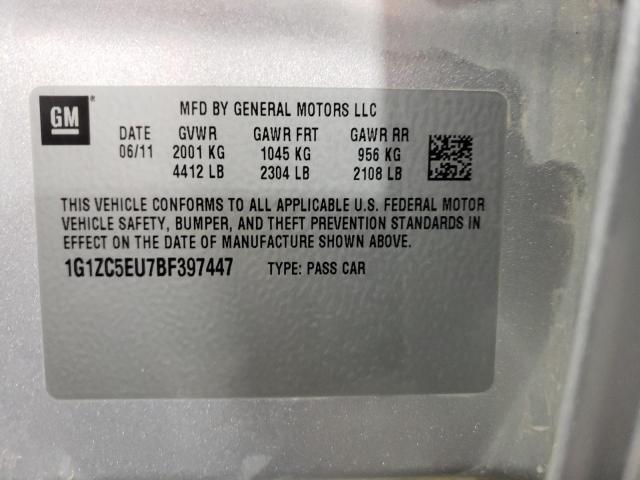 GM
MFD BY GENERAL MOTORS LLC
DATE GVWR GAWR FRT GAWR RR
06/11 2001 KG 1045 KG 956 KG
4412 LB 2304 LB 2108 LB
THIS VEHICLE CONFORMS TO ALL APPLICABLE U.S. FEDERAL MOTOR
VEHICLE SAFETY, BUMPER, AND THEFT PREVENTION STANDARDS IN
EFFECT ON THE DATE OF MANUFACTURE SHOWN ABOVE.
1G1ZC5EU7BF397447 TYPE: PASS CAR